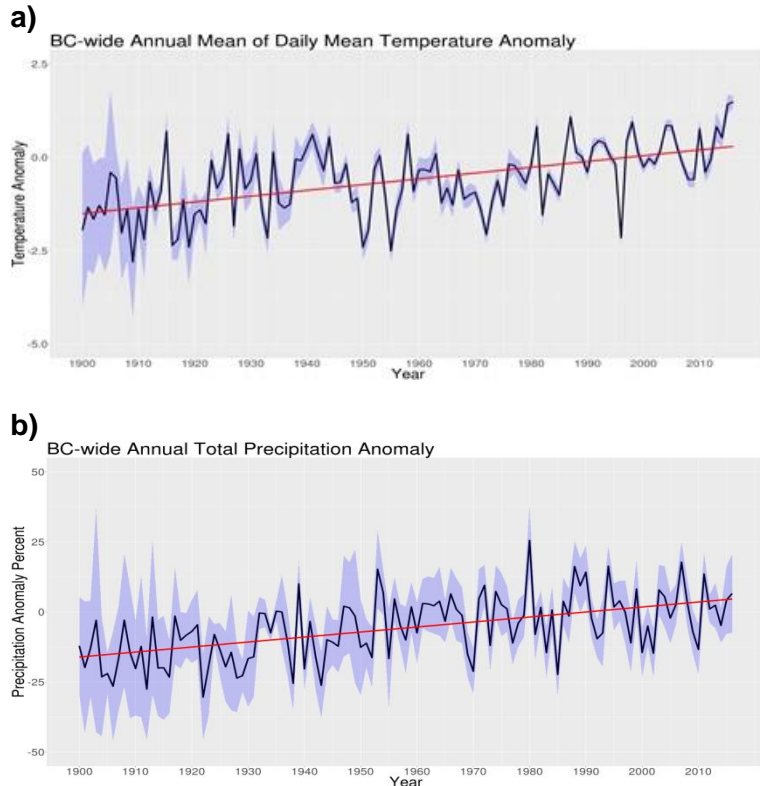 a)
BC-wide Annual Mean of Daily Mean Temperature Anomaly
2.5
0.0
-2.5
-5.0
Temperature Anomaly
1900 1910 1920 1930 1940 1950 1960 1970 1980 1990 2000 2010
Year
b)
BC-wide Annual Total Precipitation Anomaly
50
25
0
-25
-50
Precipitation Anomaly Percent
1900 1910 1920 1930 1940 1950 1960 1970 1980 1990 2000 2010
Year